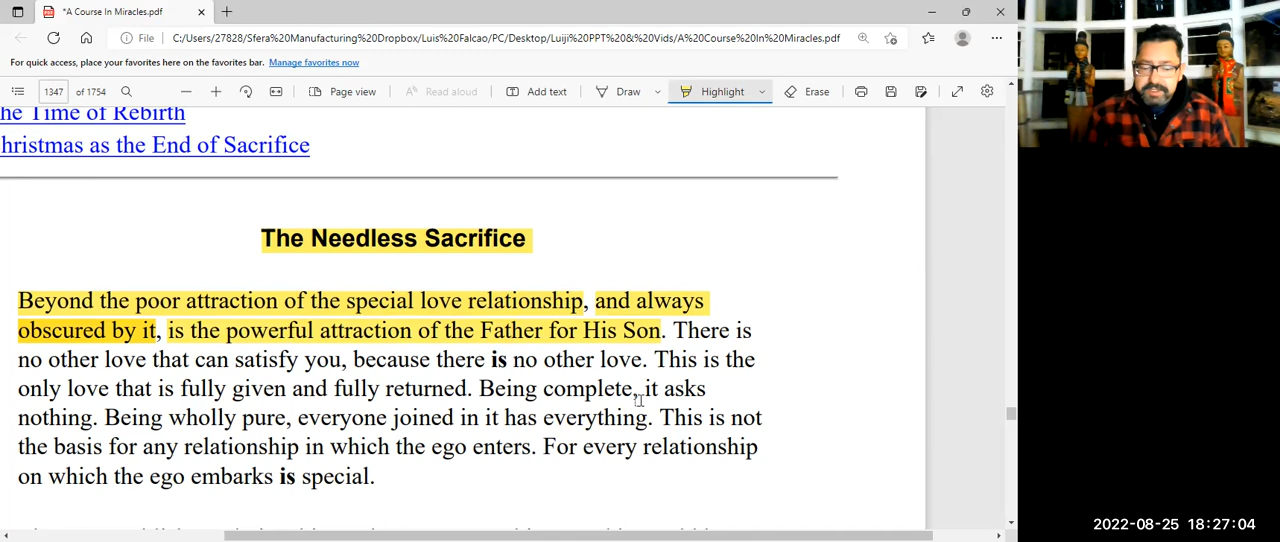 *A Course In Miracles.pdf
File
C:/Users/27828/Sfera%20Manufacturing%20Dropbox/Luis%20Falcao/PC/Desktop/Luiji%20PPT%20&%20Vids/A%20Course%20In%20Miracles.pdf
For quick access, place your favorites here on the favorites bar. Manage favorites now
1347 of 1754 Page view Read aloud Add text Draw Highlight Erase
he Time of Rebirth
hristmas as the End of Sacrifice
The Needless Sacrifice
Beyond the poor attraction of the special love relationship, and always
obscured by it, is the powerful attraction of the Father for His Son. There is
no other love that can satisfy you, because there is no other love. This is the
only love that is fully given and fully returned. Being complete, it asks
nothing. Being wholly pure, everyone joined in it has everything. This is not
the basis for any relationship in which the ego enters. For every relationship
on which the ego embarks is special.
2022-08-25 18:27:04